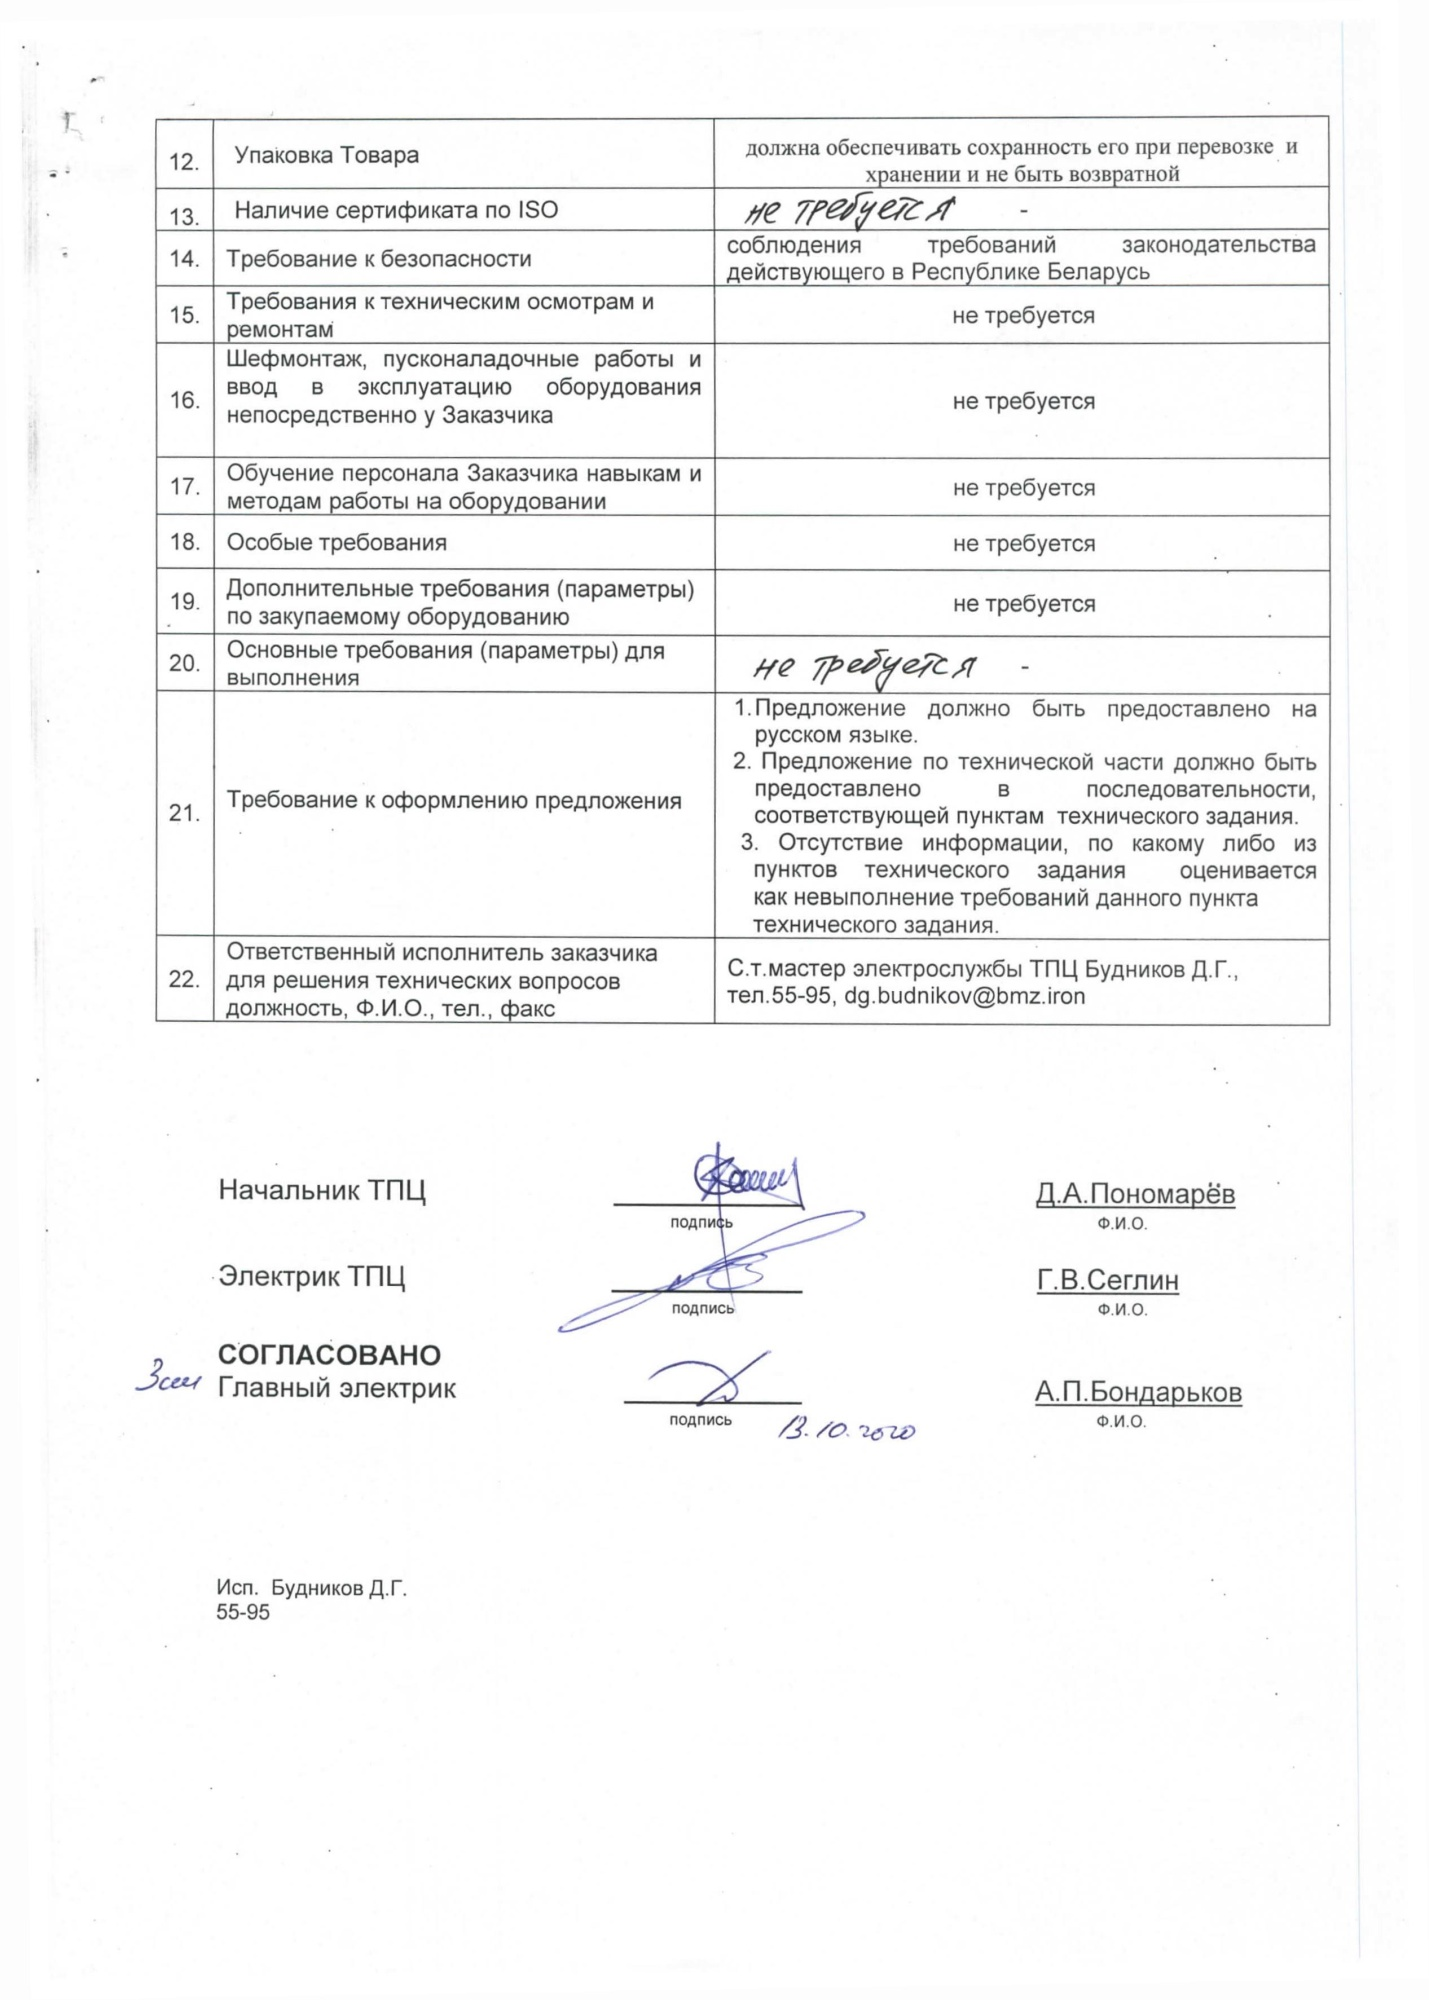 12.
Упаковка Товара
должна обеспечивать сохранность его при перевозке и
хранении и не быть возвратной
13.
Наличие сертификата по ISO
не требуется -
14.
Требование к безопасности
соблюдения требований законодательства
действующего в Республике Беларусь
15.
Требования к техническим осмотрам и
ремонтам
не требуется
16.
Шефмонтаж, пусконаладочные работы и
ввод в эксплуатацию оборудования
непосредственно у Заказчика
не требуется
17.
Обучение персонала Заказчика навыкам и
методам работы на оборудовании
не требуется
18.
Особые требования
не требуется
19.
Дополнительные требования (параметры)
по закупаемому оборудованию
не требуется
20.
Основные требования (параметры) для
выполнения
не требуется -
21.
Требование к оформлению предложения
1.Предложение должно быть предоставлено на
русском языке.
2. Предложение по технической части должно быть
предоставлено в последовательности,
соответствующей пунктам технического задания.
3. Отсутствие информации, по какому либо из
пунктов технического задания оценивается
как невыполнение требований данного пункта
технического задания.
22.
Ответственный исполнитель заказчика
для решения технических вопросов
должность, Ф.И.О., тел., факс
С.т.мастер электрослужбы ТПЦ Будников Д.Г.,
тел.55-95, dg.budnikov@bmz.iron
Начальник ТПЦ
подпись
Д.А.Пономарёв
Ф.И.О.
Электрик ТПЦ
подпись
Г.В.Сеглин
Ф.И.О.
СОГЛАСОВАНО
Главный электрик
подпись
13.10.2020
А.П.Бондарьков
Ф.И.О.
Исп. Будников Д.Г.
55-95